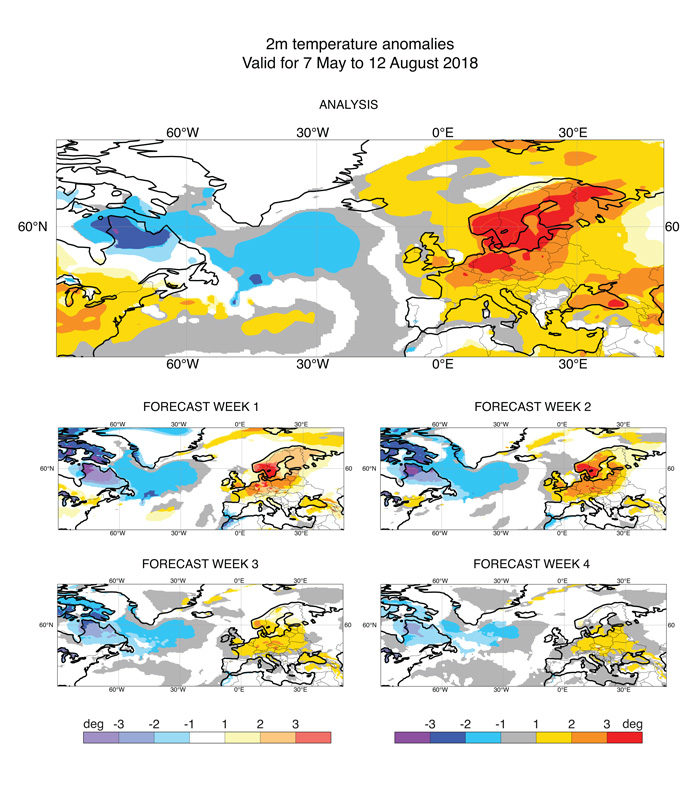 2m temperature anomalies
Valid for 7 May to 12 August 2018
ANALYSIS
60°W 30°W 0°E 30°E
60°N 60
60°W 30°W 0°E 30°E
FORECAST WEEK 1 FORECAST WEEK 2
60°W 30°W 0°E 30°E 60°W 30°W 0°E 30°E
60°N 60 60°N 60
60°W 30°W 0°E 30°E 60°W 30°W 0°E 30°E
FORECAST WEEK 3 FORECAST WEEK 4
60°W 30°W 0°E 30°E 60°W 30°W 0°E 30°E
60°N 60 60°N 60
60°W 30°W 0°E 30°E 60°W 30°W 0°E 30°E
deg -3 -2 -1 1 2 3 -3 -2 -1 1 2 3 deg